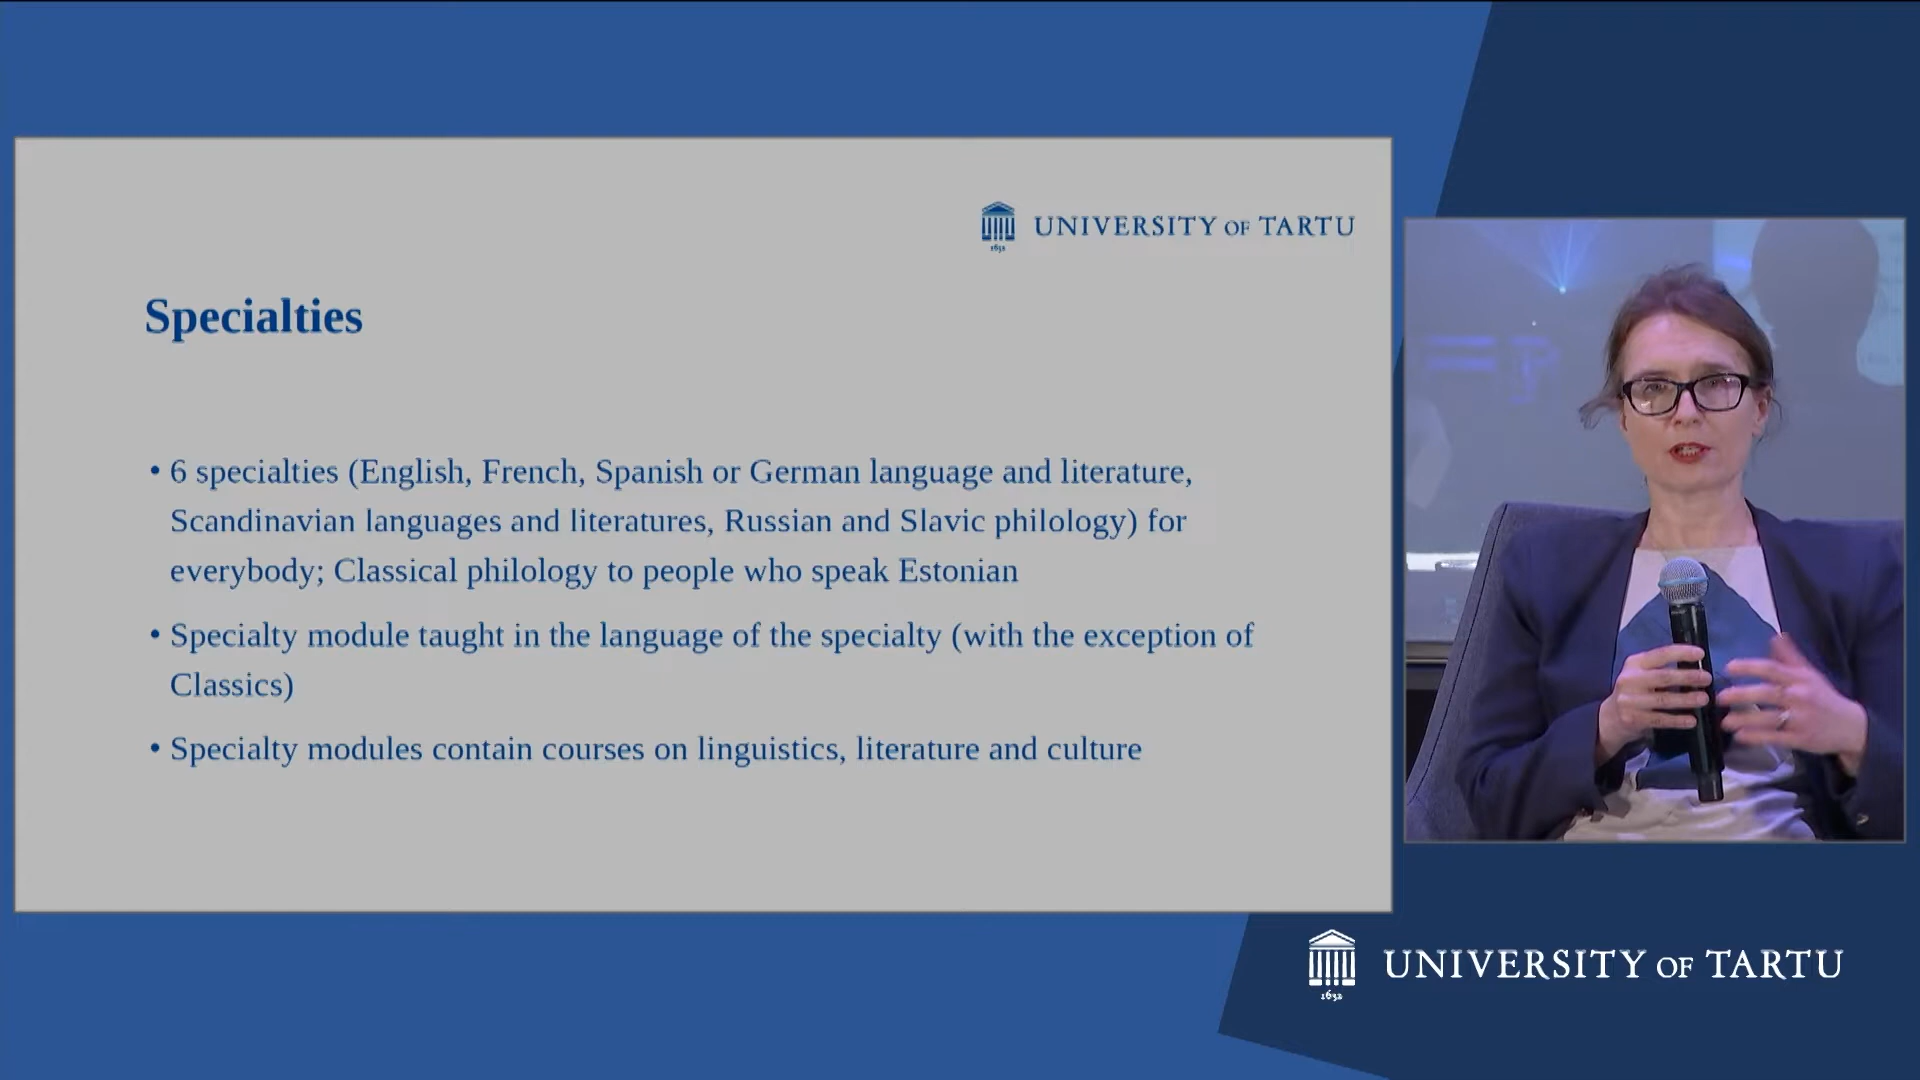 UNIVERSITY OF TARTU
1632
Specialties
• 6 specialties (English, French, Spanish or German language and literature,
Scandinavian languages and literatures, Russian and Slavic philology) for
everybody; Classical philology to people who speak Estonian
• Specialty module taught in the language of the specialty (with the exception of
Classics)
• Specialty modules contain courses on linguistics, literature and culture
UNIVERSITY OF TARTU
1632